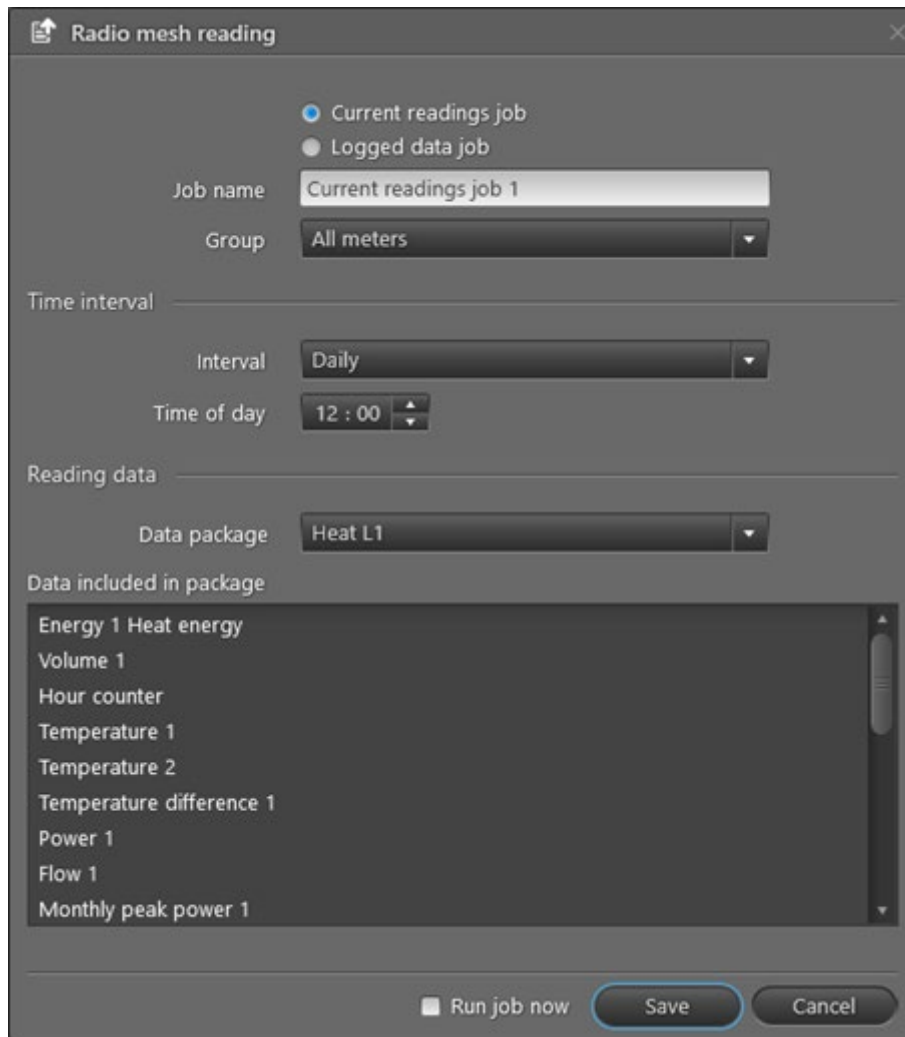 Radio mesh reading
Current readings job
Logged data job
Job name Current readings job 1
Group All meters
Time interval
Interval Daily
Time of day 12 : 00
Reading data
Data package Heat L1
Data included in package
Energy 1 Heat energy
Volume 1
Hour counter
Temperature 1
Temperature 2
Temperature difference 1
Power 1
Flow 1
Monthly peak power 1
Run job now Save Cancel